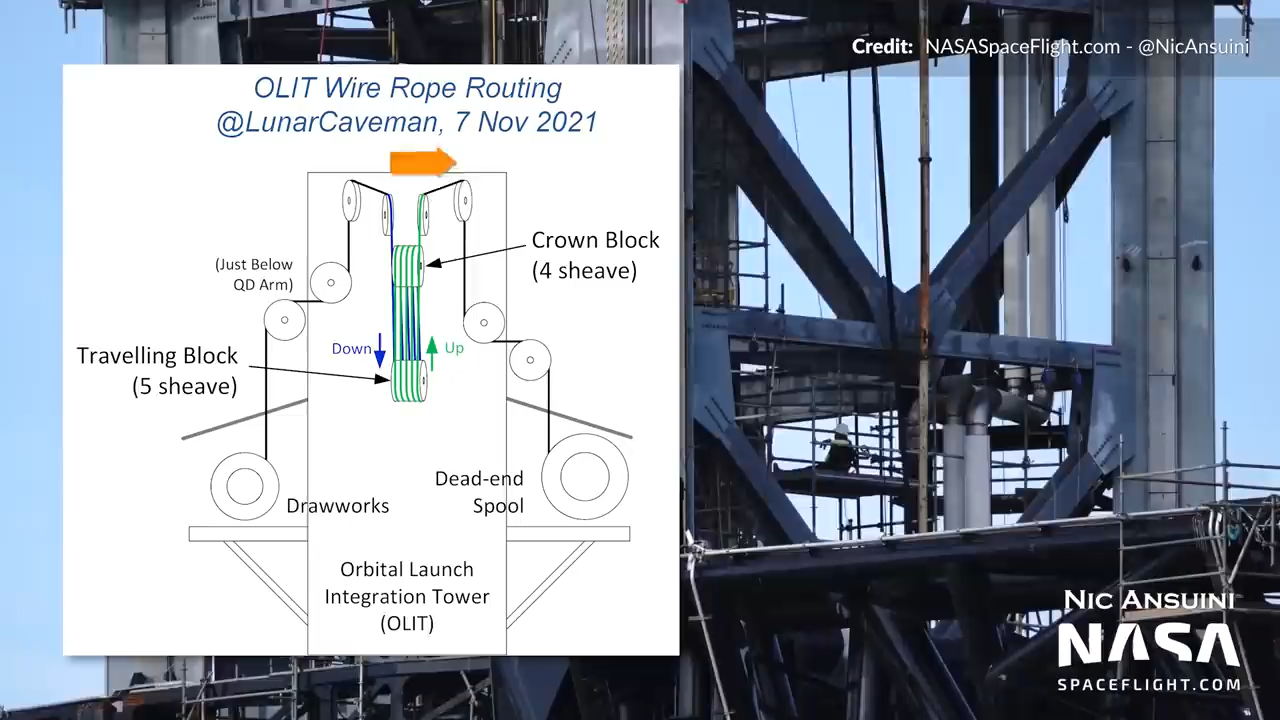 Credit: NASASpaceFlight.com - @NicAnsuini
OLIT Wire Rope Routing
@LunarCaveman, 7 Nov 2021
Crown Block
(4 sheave)
(Just Below
QD Arm)
Down
Up
Travelling Block
(5 sheave)
Dead-end
Spool
Drawworks
Orbital Launch
Integration Tower
(OLIT)
Nic Ansuini
NASA
SPACEFLIGHT.COM